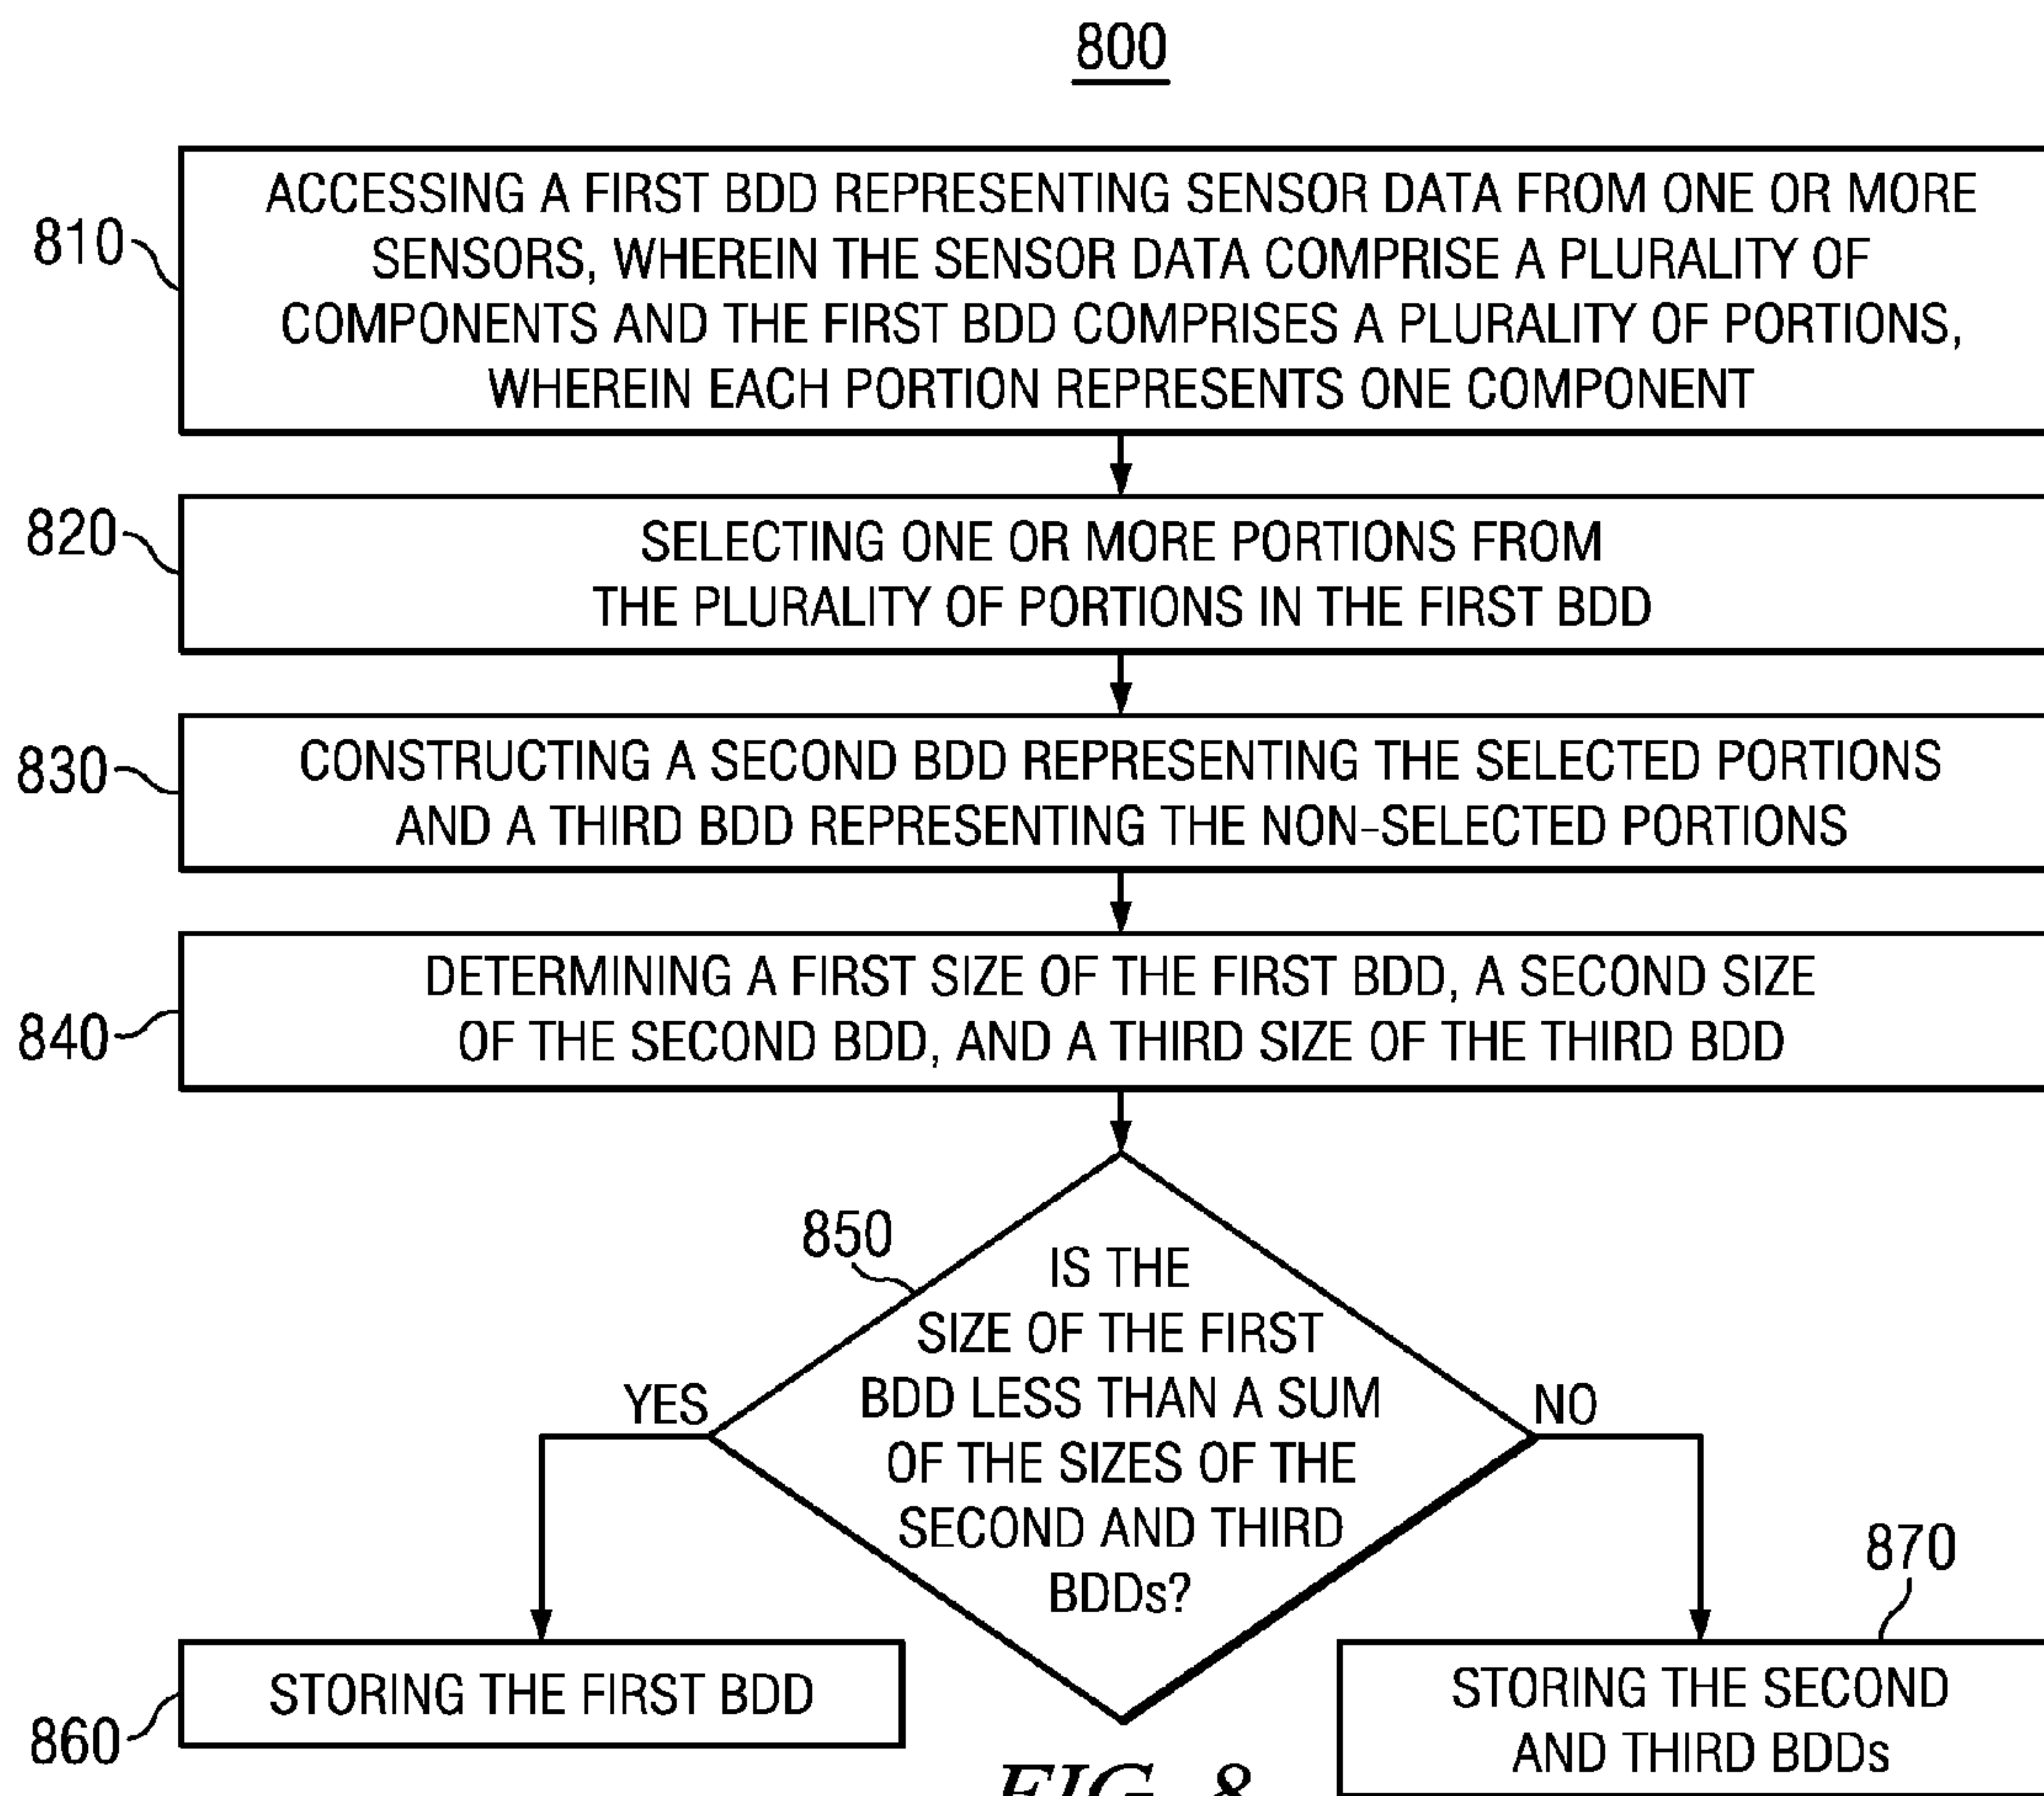 800
810
ACCESSING A FIRST BDD REPRESENTING SENSOR DATA FROM ONE OR MORE
SENSORS, WHEREIN THE SENSOR DATA COMPRISE A PLURALITY OF
COMPONENTS AND THE FIRST BDD COMPRISES A PLURALITY OF PORTIONS,
WHEREIN EACH PORTION REPRESENTS ONE COMPONENT
820
SELECTING ONE OR MORE PORTIONS FROM
THE PLURALITY OF PORTIONS IN THE FIRST BDD
830
CONSTRUCTING A SECOND BDD REPRESENTING THE SELECTED PORTIONS
AND A THIRD BDD REPRESENTING THE NON-SELECTED PORTIONS
840
DETERMINING A FIRST SIZE OF THE FIRST BDD, A SECOND SIZE
OF THE SECOND BDD, AND A THIRD SIZE OF THE THIRD BDD
850
IS THE
SIZE OF THE FIRST
BDD LESS THAN A SUM
OF THE SIZES OF THE
SECOND AND THIRD
BDDs?
YES
NO
860
STORING THE FIRST BDD
870
STORING THE SECOND
AND THIRD BDDs
FIG. 8